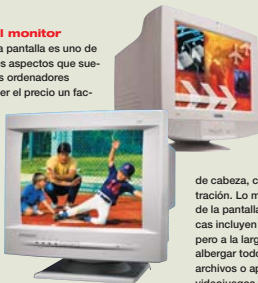 l monitor
a pantalla es uno de
s aspectos que sue-
s ordenadores
er el precio un fac-
de cabeza, c
tración. Lo m
de la pantalla
cas incluyen
pero a la larg
albergar todo
archivos o ap
videojuegos